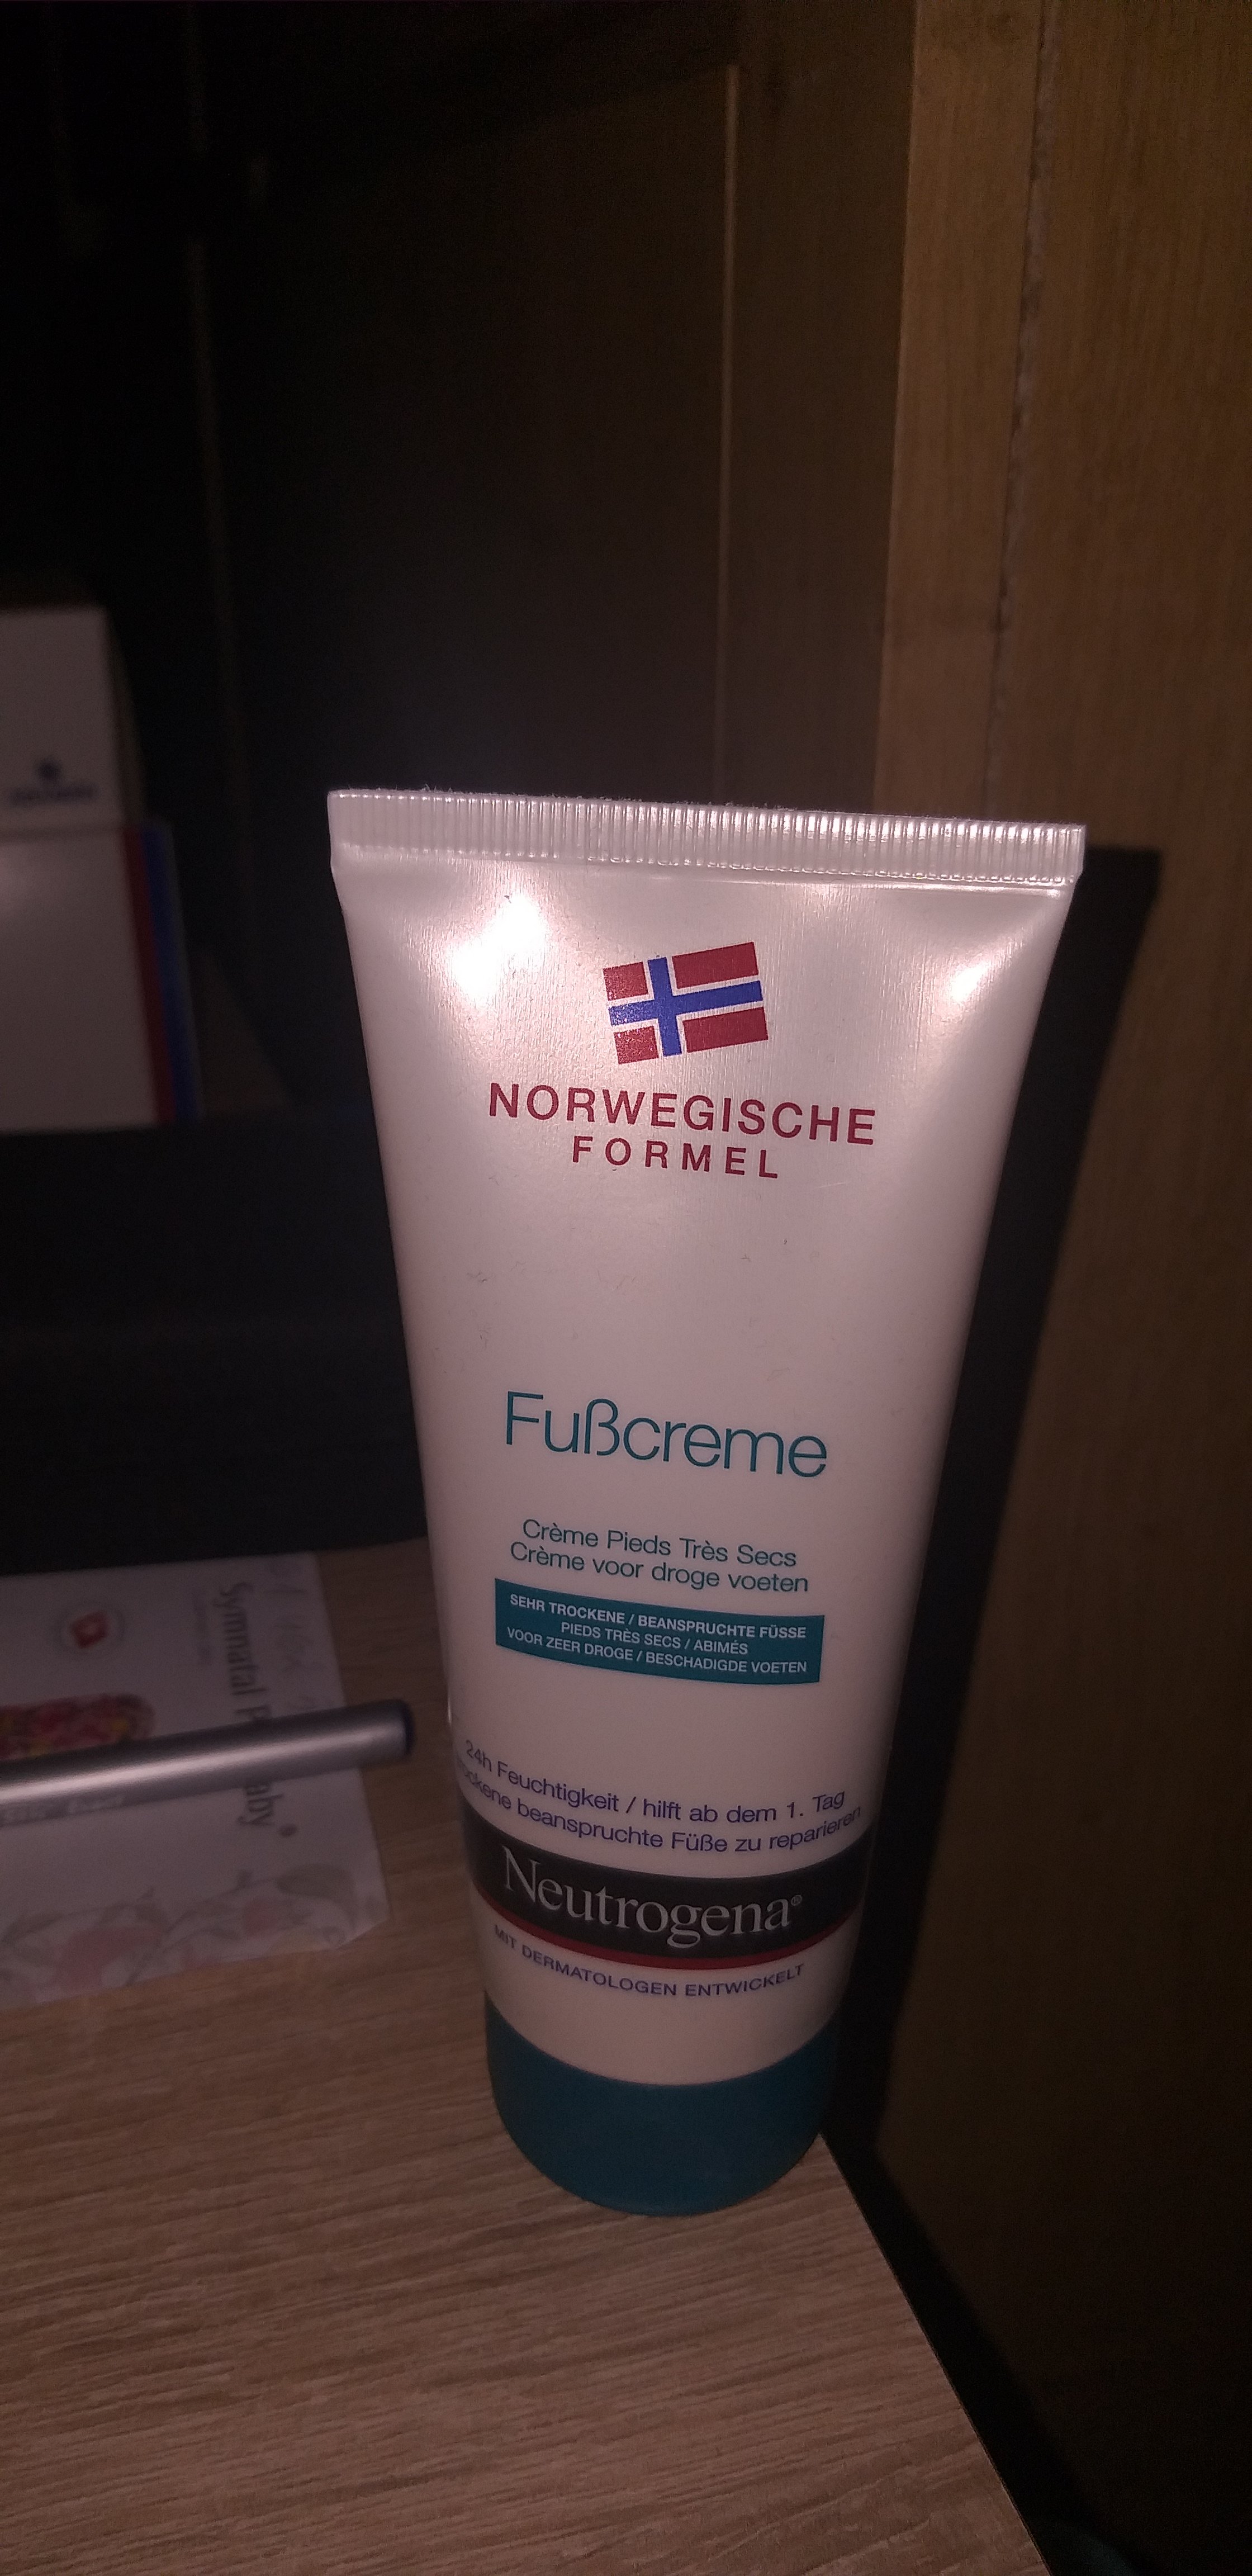 NORWEGISCHE
FORMEL
Fußcreme
Crème Pieds Très Secs
Crème voor droge voeten
SEHR TROCKENE / BEANSPRUCHTE FÜSSE
PIEDS TRÈS SECS / ABIMÉS
VOOR ZEER DROGE / BESCHADIGDE VOETEN
24h Feuchtigkeit / hilft ab dem 1. Tag
beanspruchte Füße zu reparieren
Neutrogena®
MIT DERMATOLOGEN ENTWICKELT
Symnatal